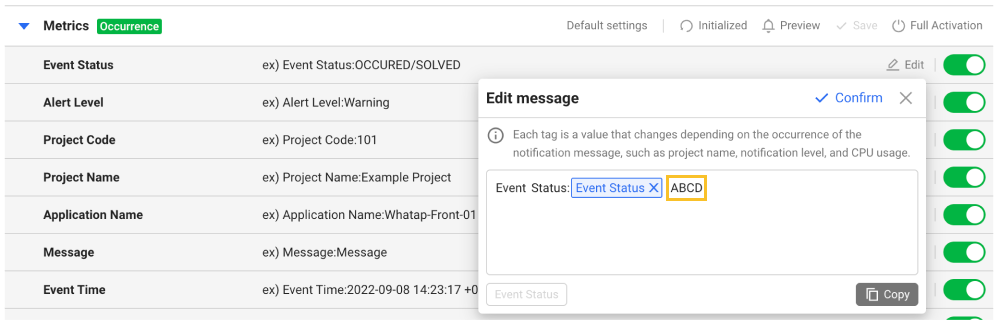 Metrics Occurrence Default settings Initialized Preview Save Full Activation
Event Status ex) Event Status:OCCURED/SOLVED Edit
Alert Level ex) Alert Level:Warning
Project Code ex) Project Code:101
Project Name ex) Project Name:Example Project
Application Name ex) Application Name:Whatap-Front-01
Message ex) Message:Message
Event Time ex) Event Time:2022-09-08 14:23:17 +0
Edit message Confirm
Each tag is a value that changes depending on the occurrence of the
notification message, such as project name, notification level, and CPU usage.
Event Status: Event Status ABCD
Event Status Copy